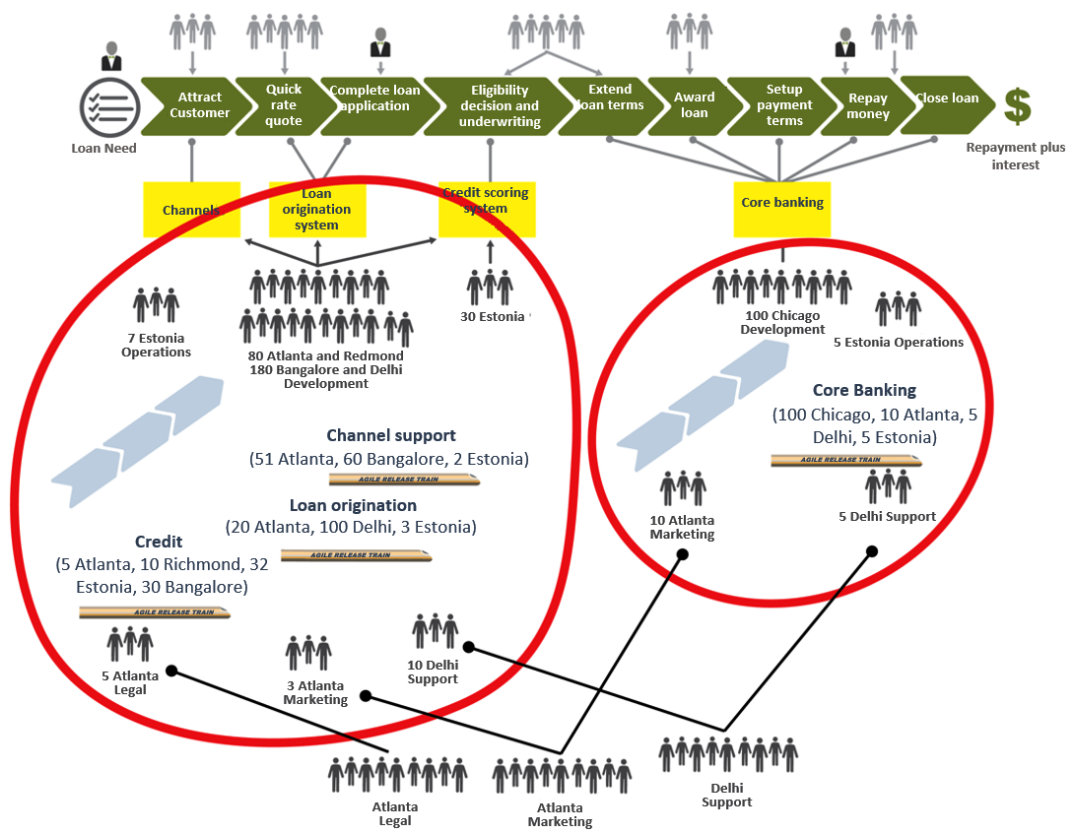 Attract
Customer
Quick
rate
quote
Complete loan
application
Eligibility
decision and
underwriting
Extend
loan terms
Award
loan
Setup
payment
terms
Repay
money
Close loan
$
Loan Need
Repayment plus
interest
Channels
Loan
origination
system
Credit scoring
system
Core banking
7 Estonia
Operations
80 Atlanta and Redmond
180 Bangalore and Delhi
Development
30 Estonia
100 Chicago
Development
5 Estonia Operations
Core Banking
(100 Chicago, 10 Atlanta, 5
Delhi, 5 Estonia)
AGILE RELEASE TRAIN
Channel support
(51 Atlanta, 60 Bangalore, 2 Estonia)
AGILE RELEASE TRAIN
Loan origination
(20 Atlanta, 100 Delhi, 3 Estonia)
AGILE RELEASE TRAIN
Credit
(5 Atlanta, 10 Richmond, 32
Estonia, 30 Bangalore)
AGILE RELEASE TRAIN
10 Atlanta
Marketing
5 Delhi Support
5 Atlanta
Legal
3 Atlanta
Marketing
10 Delhi
Support
Atlanta
Legal
Atlanta
Marketing
Delhi
Support